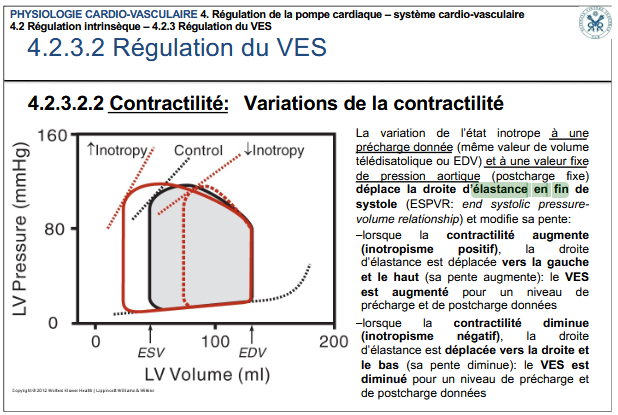 PHYSIOLOGIE CARDIO-VASCULAIRE 4. Régulation de la pompe cardiaque – système cardio-vasculaire
4.2 Régulation intrinsèque – 4.2.3 Régulation du VES
4.2.3.2 Régulation du VES
4.2.3.2.2 Contractilité: Variations de la contractilité
160
↑Inotropy
Control
↓Inotropy
LV Pressure (mmHg)
80
0
0
100
200
ESV
EDV
LV Volume (ml)
Copyright © 2012 Wolters Kluwer Health | Lippincott Williams & Wilkins
La variation de l'état inotrope à une
précharge donnée (même valeur de volume
télédisatolique ou EDV) et à une valeur fixe
de pression aortique (postcharge fixe)
déplace la droite d'élastance en fin de
systole (ESPVR: end systolic pressure-
volume relationship) et modifie sa pente:
–lorsque la contractilité augmente
(inotropisme positif), la droite
d'élastance est déplacée vers la gauche
et le haut (sa pente augmente): le VES
est augmenté pour un niveau de
précharge et de postcharge données
–lorsque la contractilité diminue
(inotropisme négatif), la droite
d'élastance est déplacée vers la droite et
le bas (sa pente diminue): le VES est
diminué pour un niveau de précharge et
de postcharge données